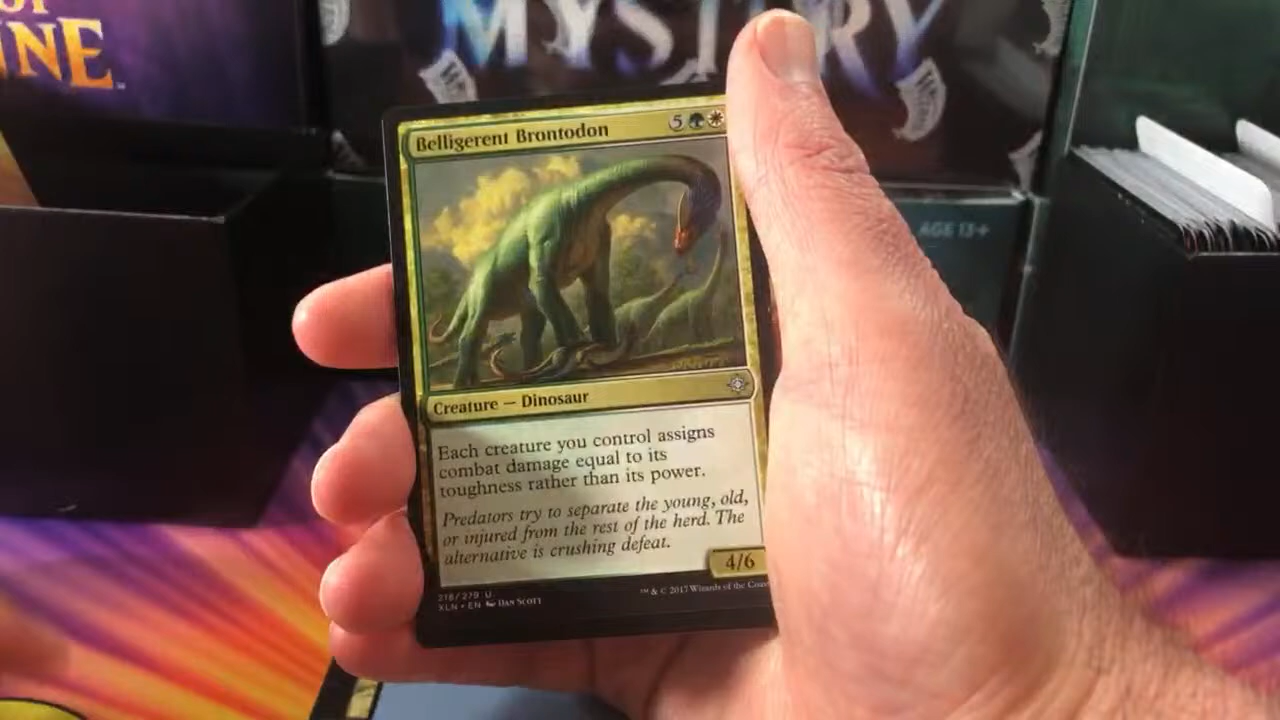 NE™
MYSTERY
AGE 13+
Belligerent Brontodon
5
Creature — Dinosaur
Each creature you control assigns
combat damage equal to its
toughness rather than its power.
Predators try to separate the young, old,
or injured from the rest of the herd. The
alternative is crushing defeat.
4/6
218/279 U
XLN • EN Dan Scott
™ & © 2017 Wizards of the Coas